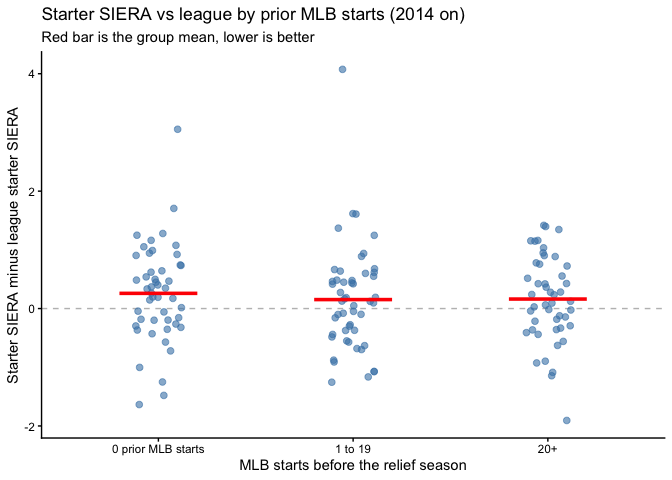 Starter SIERA vs league by prior MLB starts (2014 on)
Red bar is the group mean, lower is better
Starter SIERA minus league starter SIERA
4
2
0
-2
0 prior MLB starts
1 to 19
20+
MLB starts before the relief season